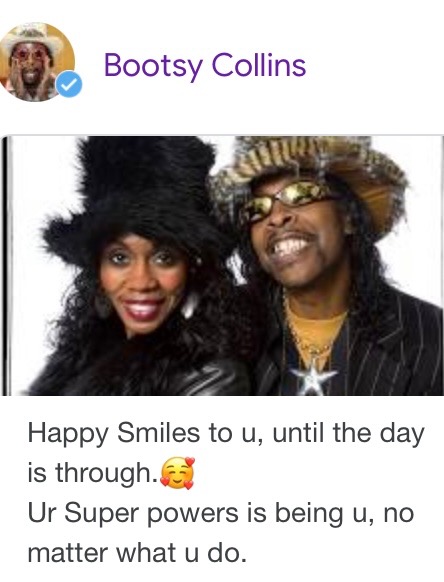 Bootsy Collins
Happy Smiles to u, until the day
is through.🥰
Ur Super powers is being u, no
matter what u do.